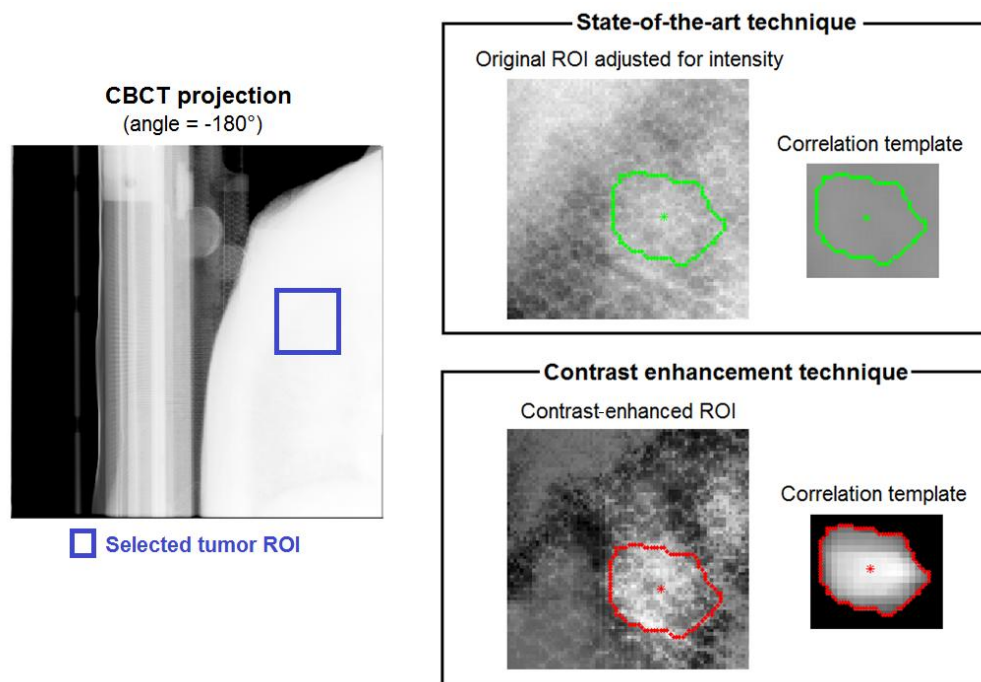 CBCT projection
(angle = -180°)
Selected tumor ROI
State-of-the-art technique
Original ROI adjusted for intensity
Correlation template
Contrast enhancement technique
Contrast-enhanced ROI
Correlation template